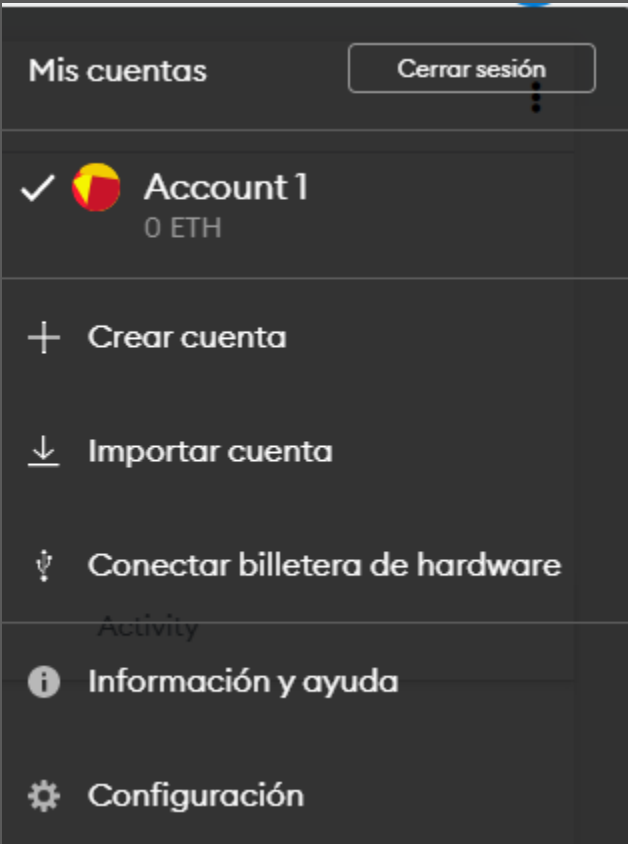 Mis cuentas
Cerrar sesión
Account 1
0 ETH
Crear cuenta
Importar cuenta
Conectar billetera de hardware
Activity
Información y ayuda
Configuración